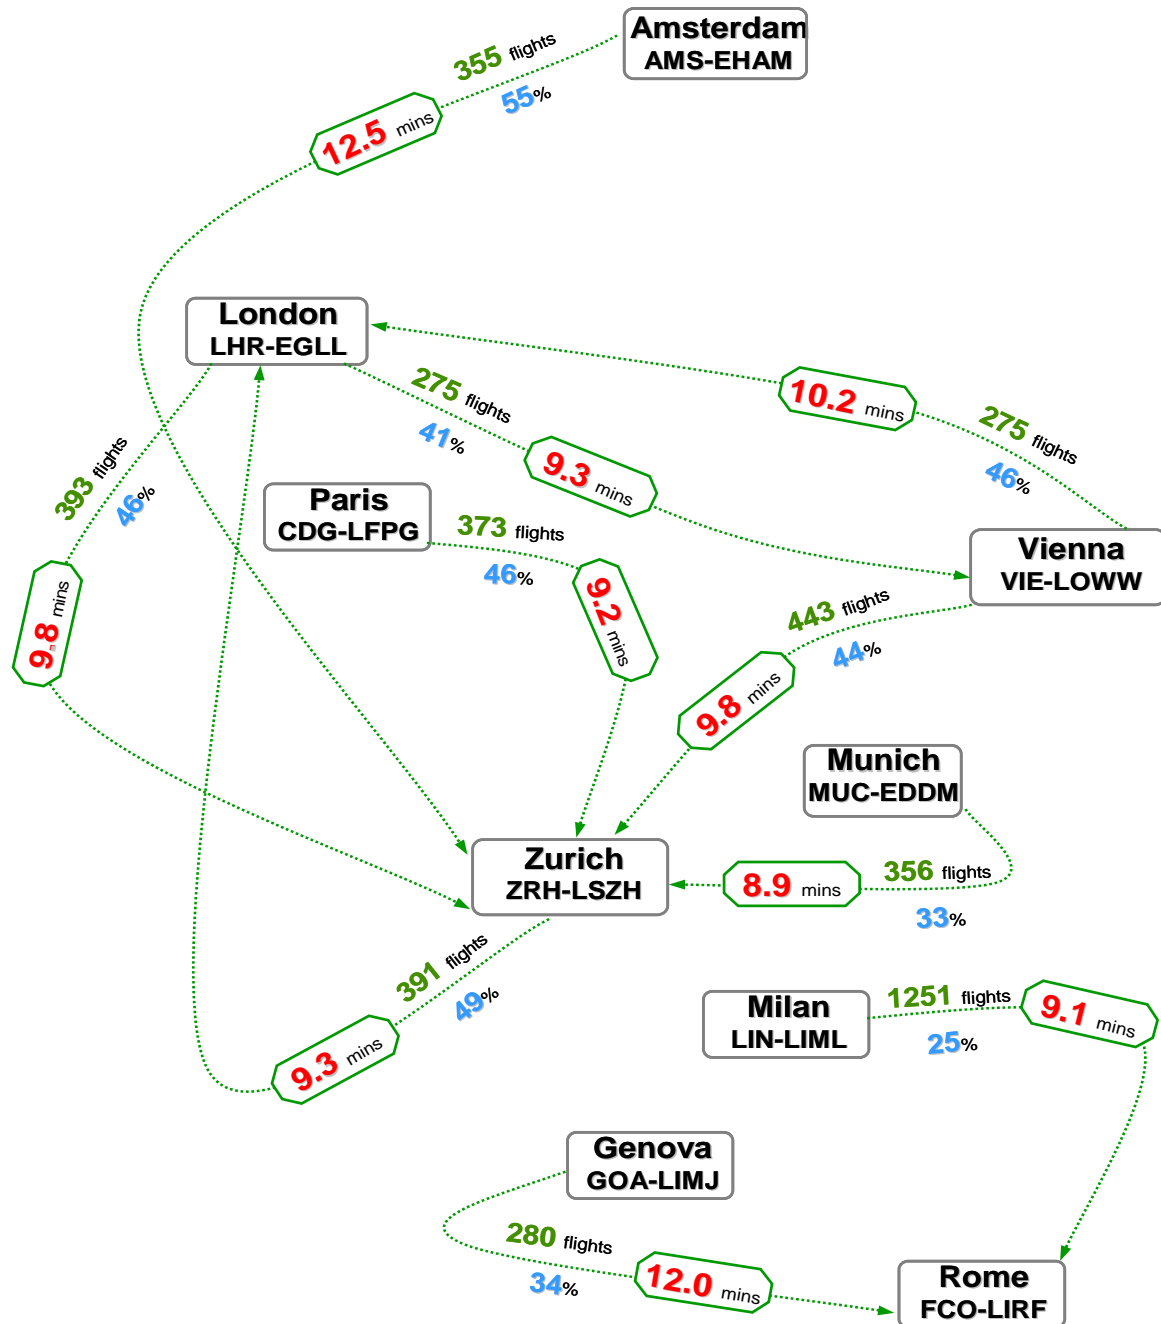 Amsterdam
AMS-EHAM
355 flights
55%
12.5 mins
London
LHR-EGLL
275 flights
41%
9.3 mins
10.2 mins
275 flights
46%
393 flights
46%
9.8 mins
Paris
CDG-LFPG
373 flights
46%
9.2 mins
Vienna
VIE-LOWW
443 flights
44%
9.8 mins
Munich
MUC-EDDM
356 flights
33%
8.9 mins
Zurich
ZRH-LSZH
391 flights
49%
9.3 mins
Milan
LIN-LIML
1251 flights
25%
9.1 mins
Genova
GOA-LIMJ
280 flights
34%
12.0 mins
Rome
FCO-LIRF